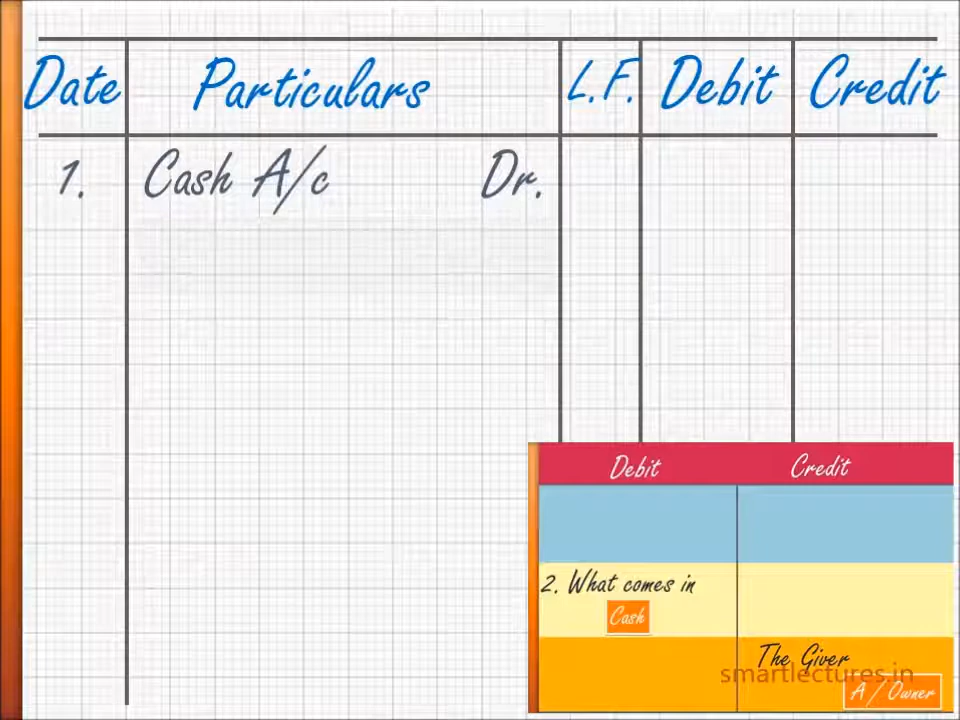 Date Particulars L.F. Debit Credit
1. Cash A/c Dr.
Debit Credit
2. What comes in
Cash
The Giver
smartlectures.in
A / Owner